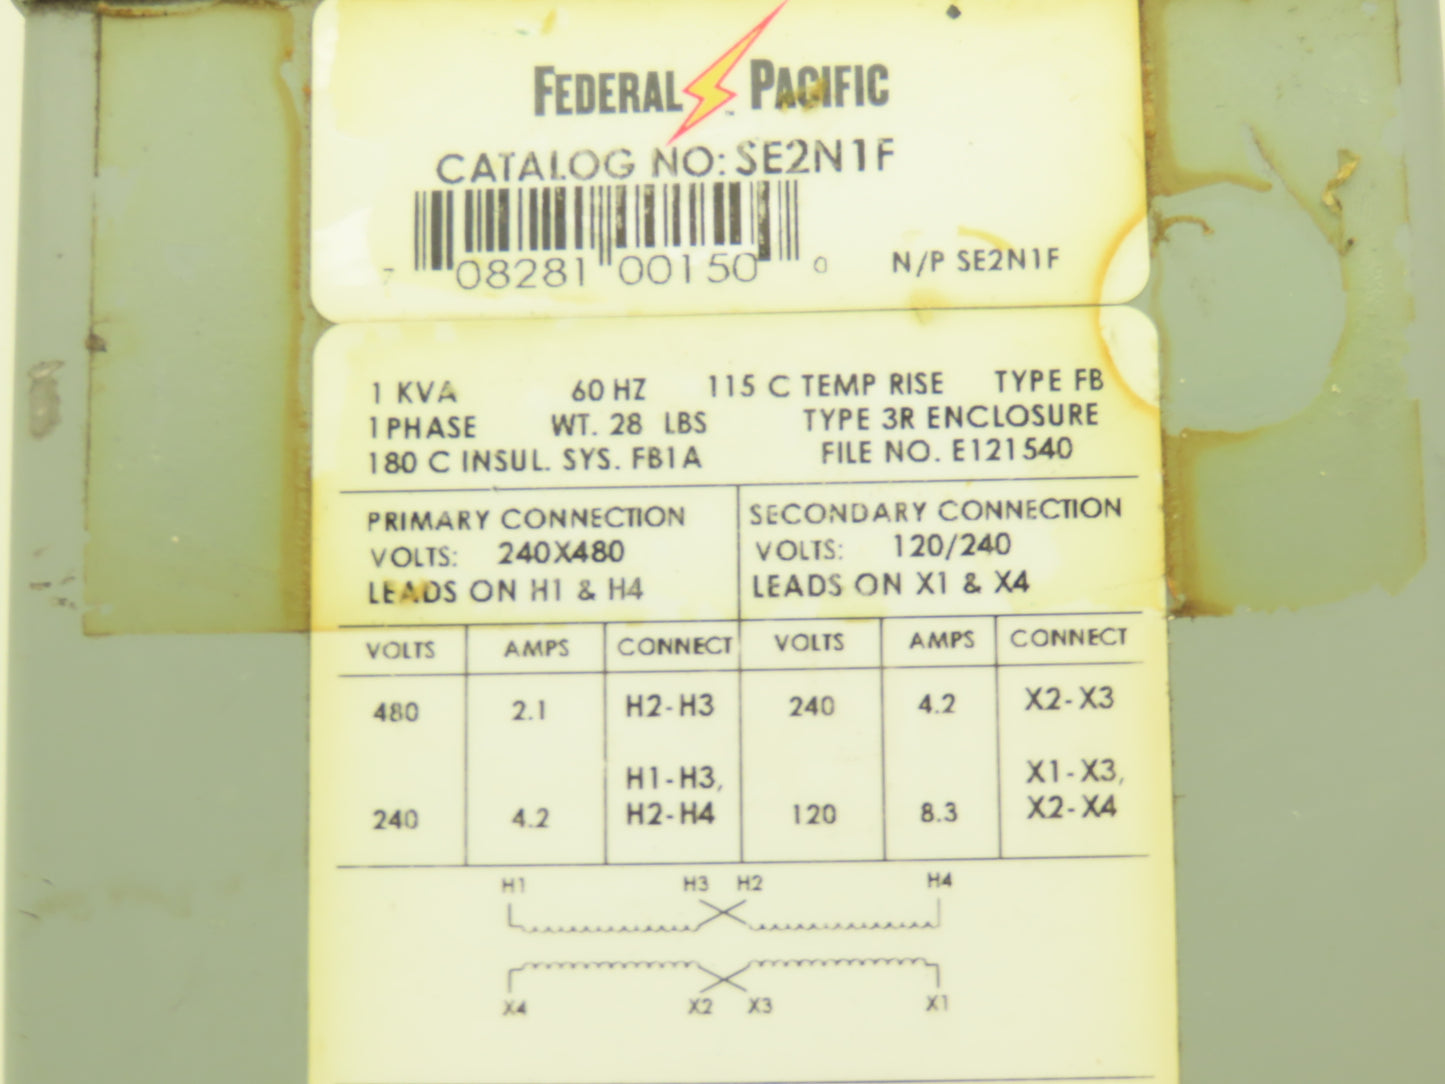 FEDERAL PACIFIC™
CATALOG NO: SE2N1F
7 08281 00150 0 N/P SE2N1F
1 KVA 60 HZ 115 C TEMP RISE TYPE FB
1 PHASE WT. 28 LBS TYPE 3R ENCLOSURE
180 C INSUL. SYS. FB1A FILE NO. E121540
PRIMARY CONNECTION
VOLTS: 240X480
LEADS ON H1 & H4
SECONDARY CONNECTION
VOLTS: 120/240
LEADS ON X1 & X4
VOLTS AMPS CONNECT VOLTS AMPS CONNECT
480 2.1 H2-H3 240 4.2 X2-X3
H1-H3, X1-X3,
240 4.2 H2-H4 120 8.3 X2-X4
H1 H3 H2 H4
X4 X2 X3 X1